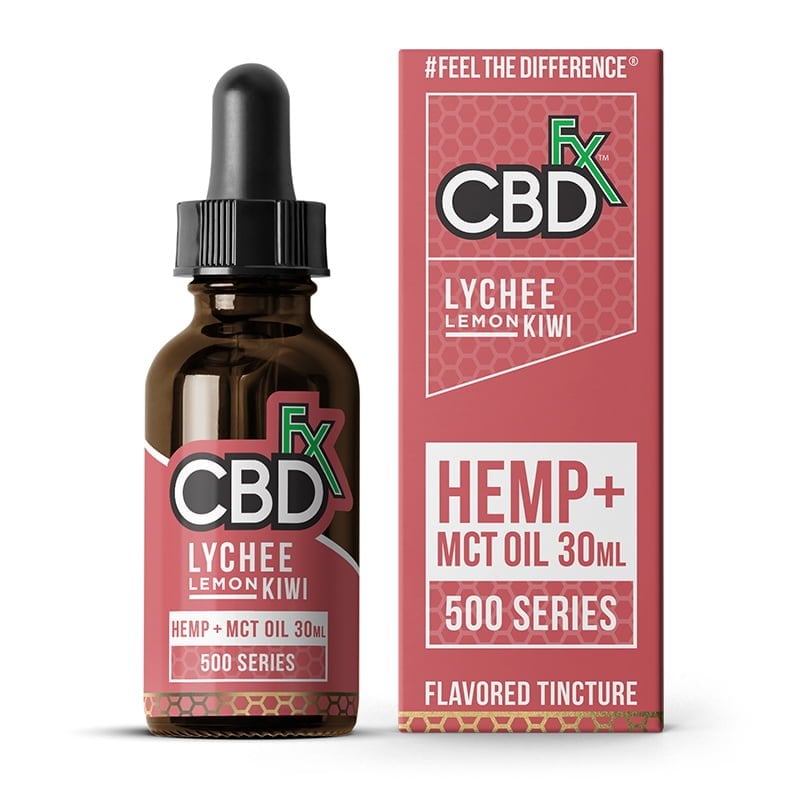 CBD FX
LYCHEE
LEMON KIWI
HEMP + MCT OIL 30ML
500 SERIES
#FEEL THE DIFFERENCE®
CBD FX™
LYCHEE
LEMON KIWI
HEMP+
MCT OIL 30ML
500 SERIES
FLAVORED TINCTURE